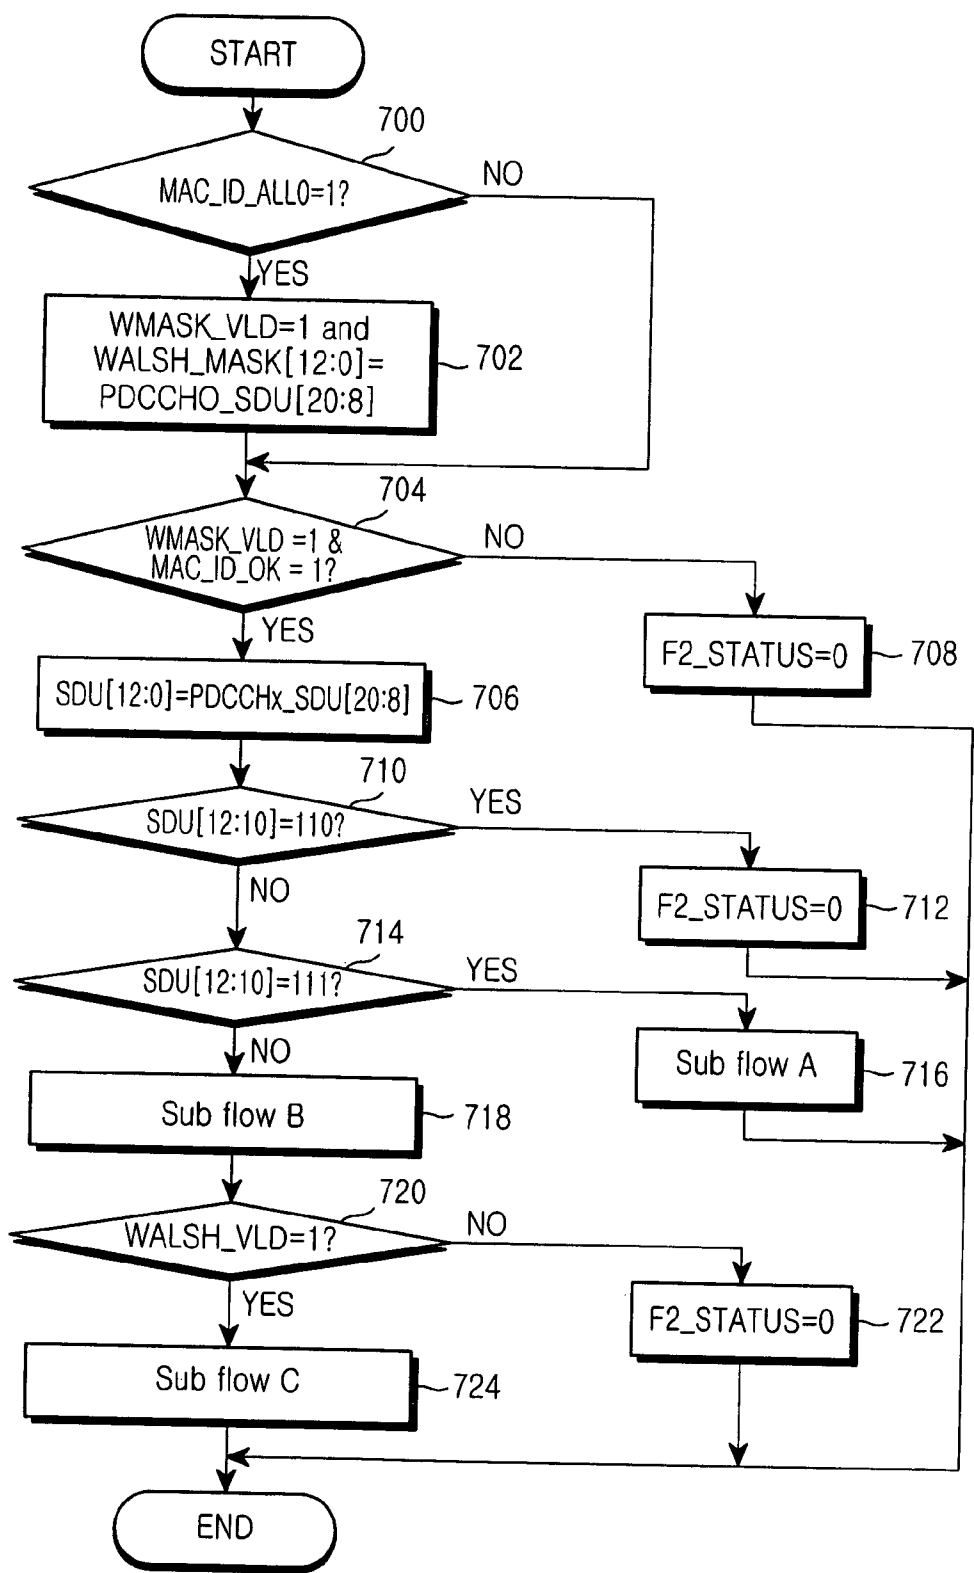 START
700
MAC_ID_ALL0=1?
NO
YES
WMASK_VLD=1 and
WALSH_MASK[12:0]=
PDCCHO_SDU[20:8]
702
704
WMASK_VLD =1 &
MAC_ID_OK = 1?
NO
YES
F2_STATUS=0
708
SDU[12:0]=PDCCHx_SDU[20:8]
706
710
SDU[12:10]=110?
YES
NO
F2_STATUS=0
712
714
SDU[12:10]=111?
YES
NO
Sub flow A
716
Sub flow B
718
720
WALSH_VLD=1?
NO
YES
F2_STATUS=0
722
Sub flow C
724
END